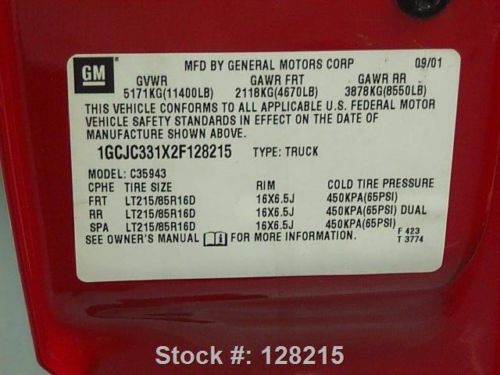 GM
MFD BY GENERAL MOTORS CORP 09/01
GVWR GAWR FRT GAWR RR
5171KG(11400LB) 2118KG(4670LB) 3878KG(8550LB)
THIS VEHICLE CONFORMS TO ALL APPLICABLE U.S. FEDERAL MOTOR
VEHICLE SAFETY STANDARDS IN EFFECT ON THE DATE OF
MANUFACTURE SHOWN ABOVE.
1GCJC331X2F128215 TYPE: TRUCK
MODEL: C35943
CPHE TIRE SIZE RIM COLD TIRE PRESSURE
FRT LT215/85R16D 16X6.5J 450KPA(65PSI)
RR LT215/85R16D 16X6.5J 450KPA(65PSI) DUAL
SPA LT215/85R16D 16X6.5J 450KPA(65PSI)
SEE OWNER'S MANUAL FOR MORE INFORMATION
F 423
T 3774
Stock #: 128215